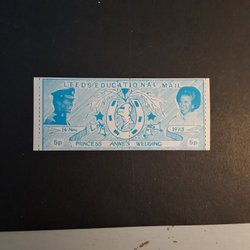 LEEDS EDUCATIONAL MAIL
14 Nov. 1973
5p PRINCESS ANNE'S WEDDING 5p